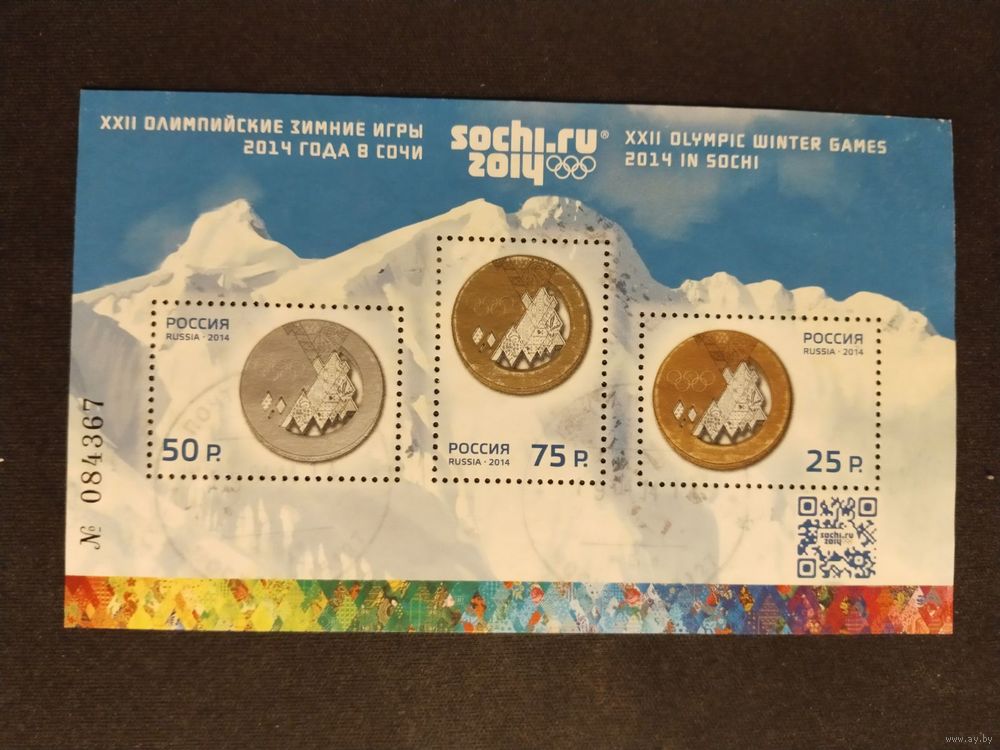 XXII ОЛИМПИЙСКИЕ ЗИМНИЕ ИГРЫ
2014 ГОДА В СОЧИ
sochi.ru®
2014
XXII OLYMPIC WINTER GAMES
2014 IN SOCHI
РОССИЯ
RUSSIA · 2014
50 Р.
РОССИЯ
RUSSIA · 2014
75 Р.
РОССИЯ
RUSSIA · 2014
25 Р.
№ 084367
sochi.ru
2014
www.ay.by